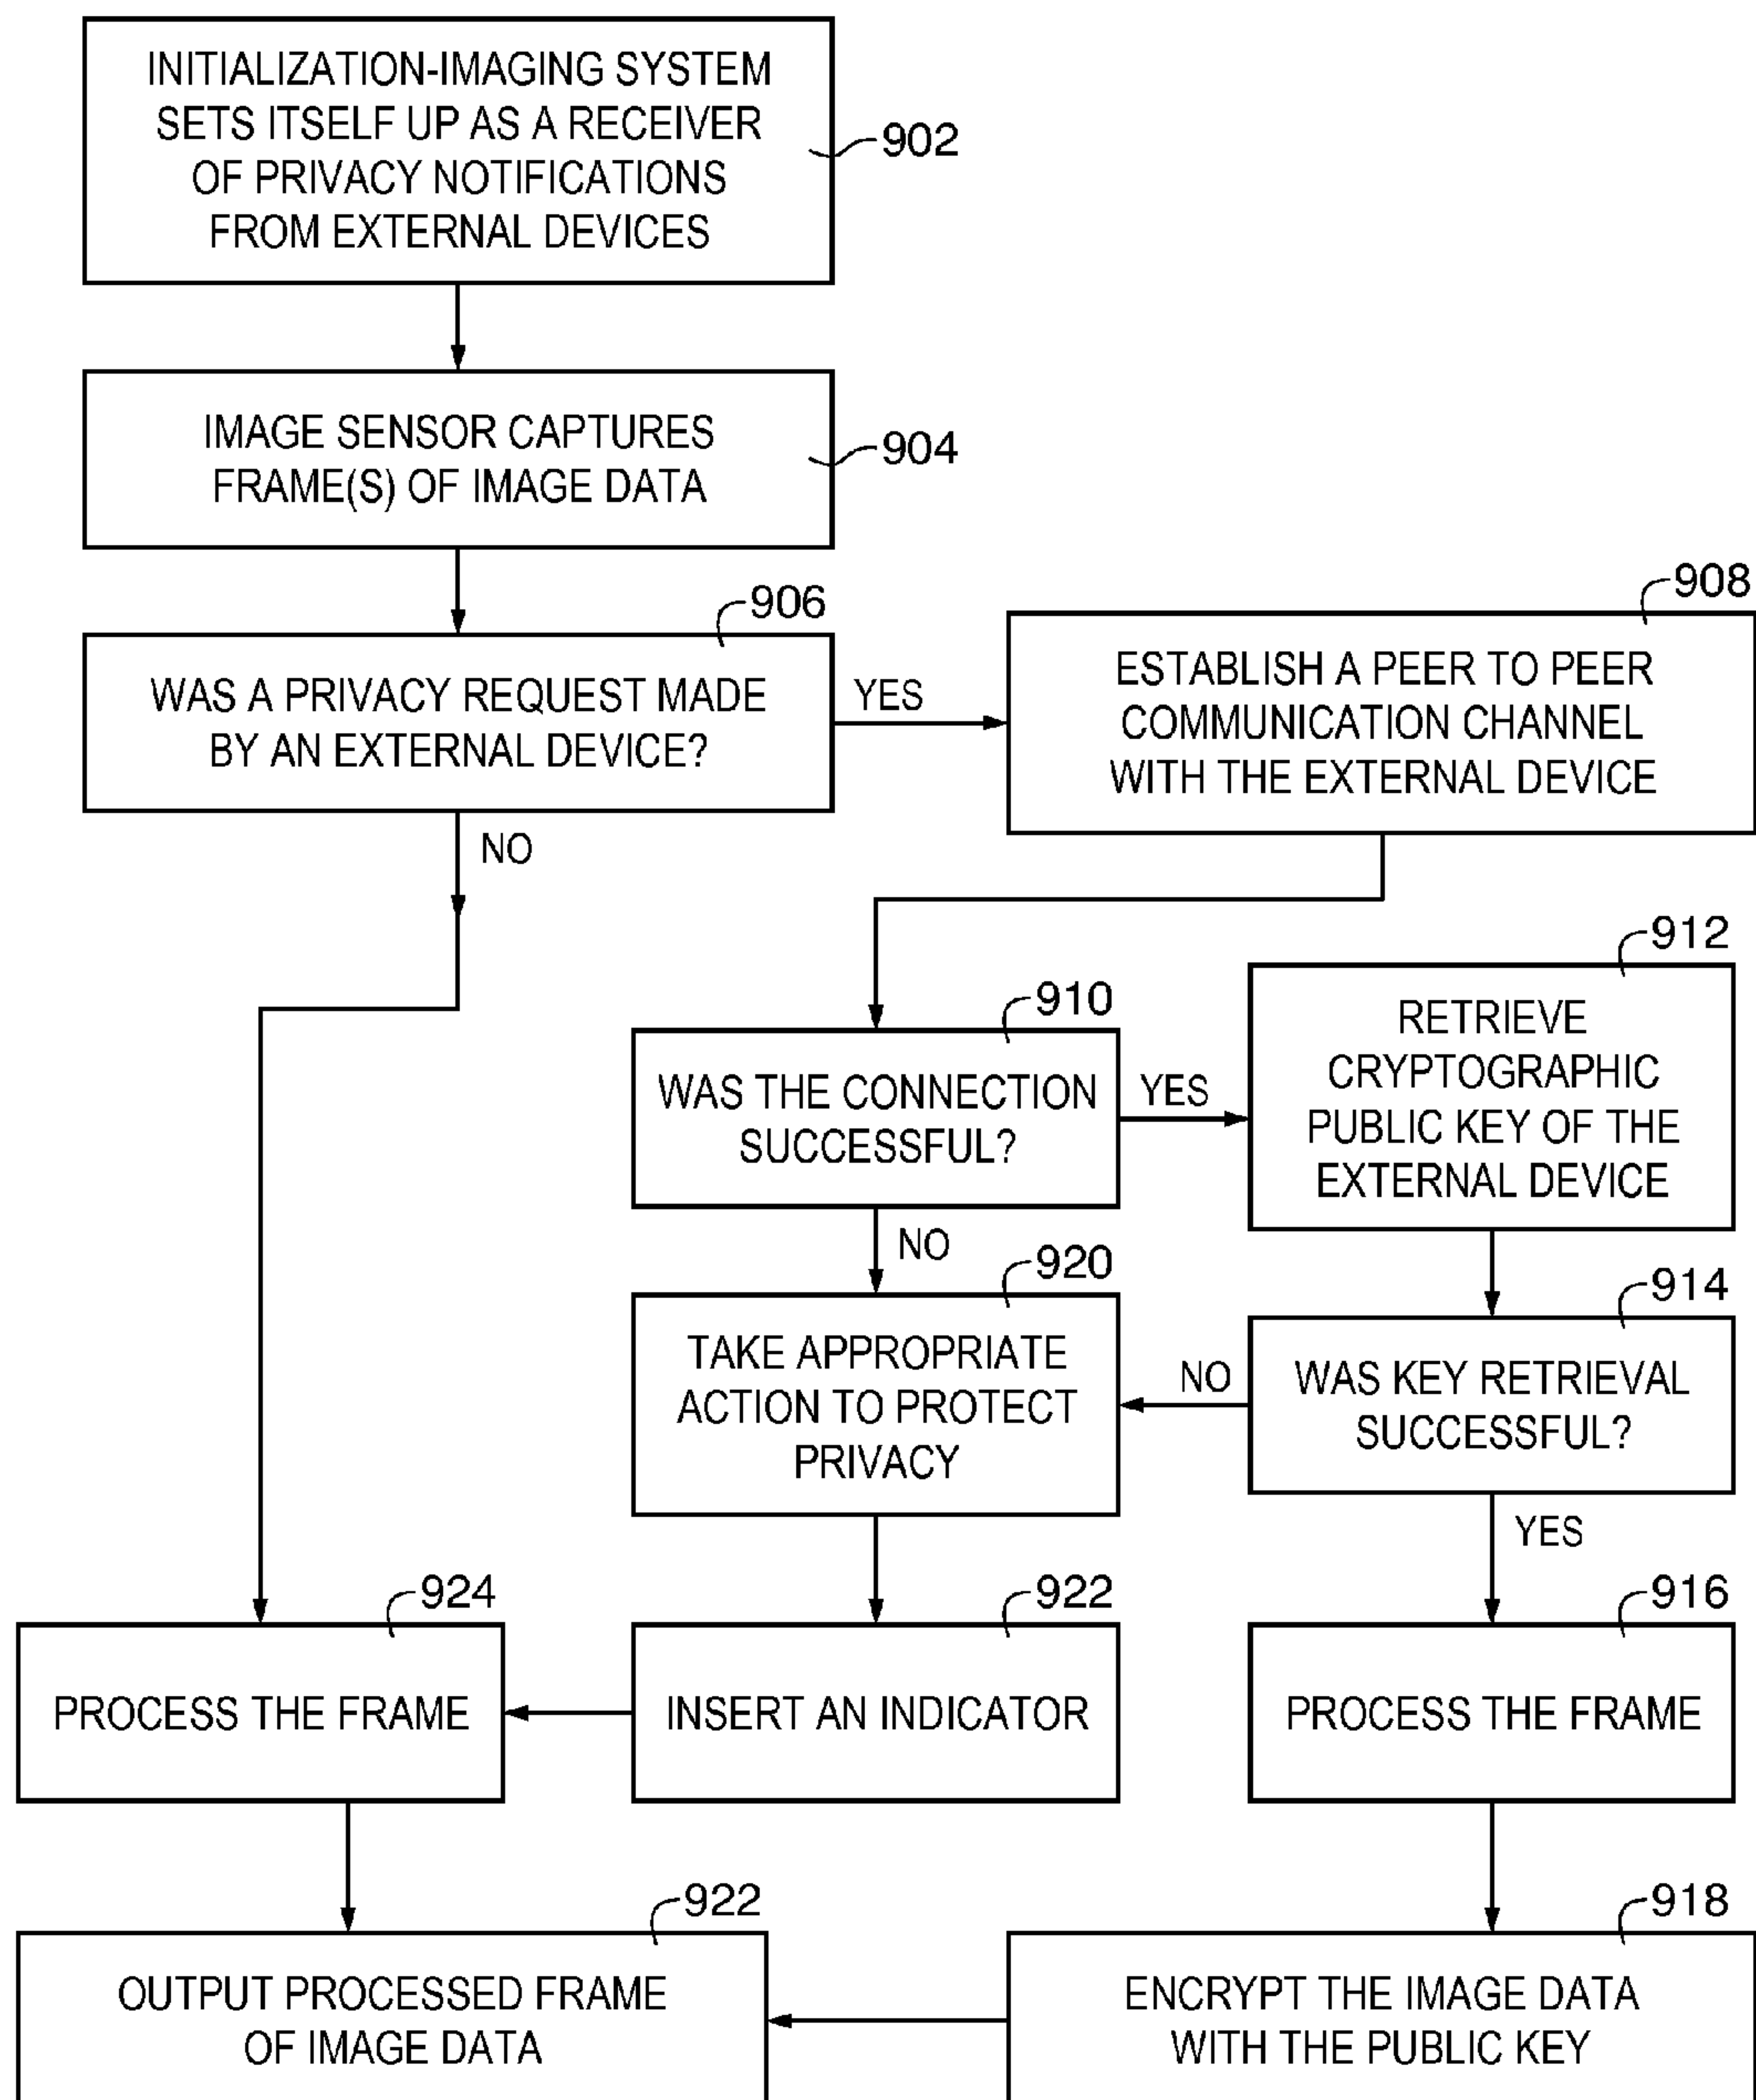 INITIALIZATION-IMAGING SYSTEM
SETS ITSELF UP AS A RECEIVER
OF PRIVACY NOTIFICATIONS
FROM EXTERNAL DEVICES
902
IMAGE SENSOR CAPTURES
FRAME(S) OF IMAGE DATA
904
906
WAS A PRIVACY REQUEST MADE
BY AN EXTERNAL DEVICE?
YES
NO
908
ESTABLISH A PEER TO PEER
COMMUNICATION CHANNEL
WITH THE EXTERNAL DEVICE
910
WAS THE CONNECTION
SUCCESSFUL?
YES
NO
912
RETRIEVE
CRYPTOGRAPHIC
PUBLIC KEY OF THE
EXTERNAL DEVICE
914
WAS KEY RETRIEVAL
SUCCESSFUL?
NO
YES
920
TAKE APPROPRIATE
ACTION TO PROTECT
PRIVACY
924
PROCESS THE FRAME
922
INSERT AN INDICATOR
916
PROCESS THE FRAME
922
OUTPUT PROCESSED FRAME
OF IMAGE DATA
918
ENCRYPT THE IMAGE DATA
WITH THE PUBLIC KEY